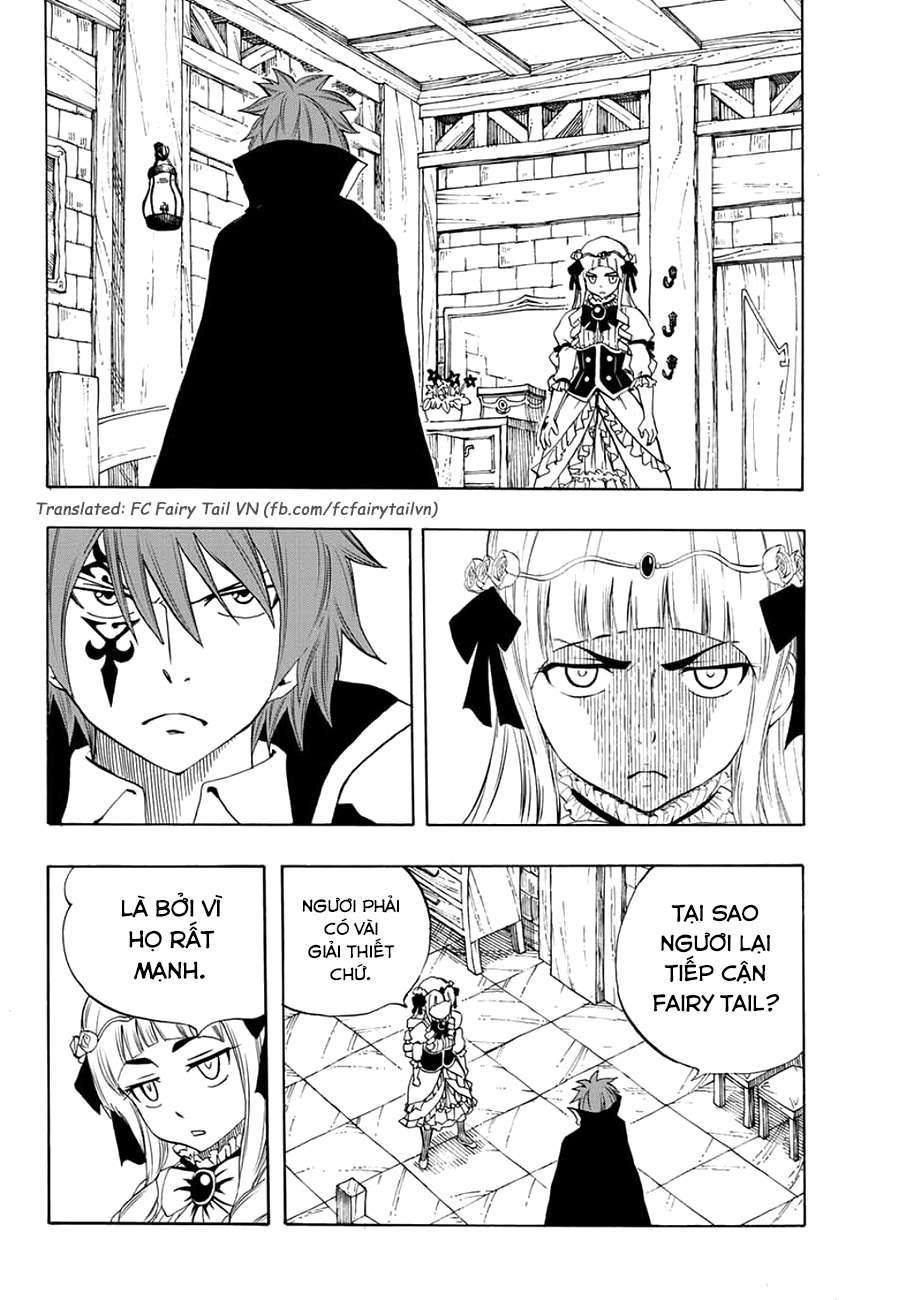 Translated: FC Fairy Tail VN (fb.com/fcfairytailvn)
TẠI SAO
NGƯƠI LẠI
TIẾP CẬN
FAIRY TAIL?
NGƯƠI PHẢI
CÓ VÀI
GIẢ THIẾT
CHỨ.
LÀ BỞI VÌ
HỌ RẤT
MẠNH.